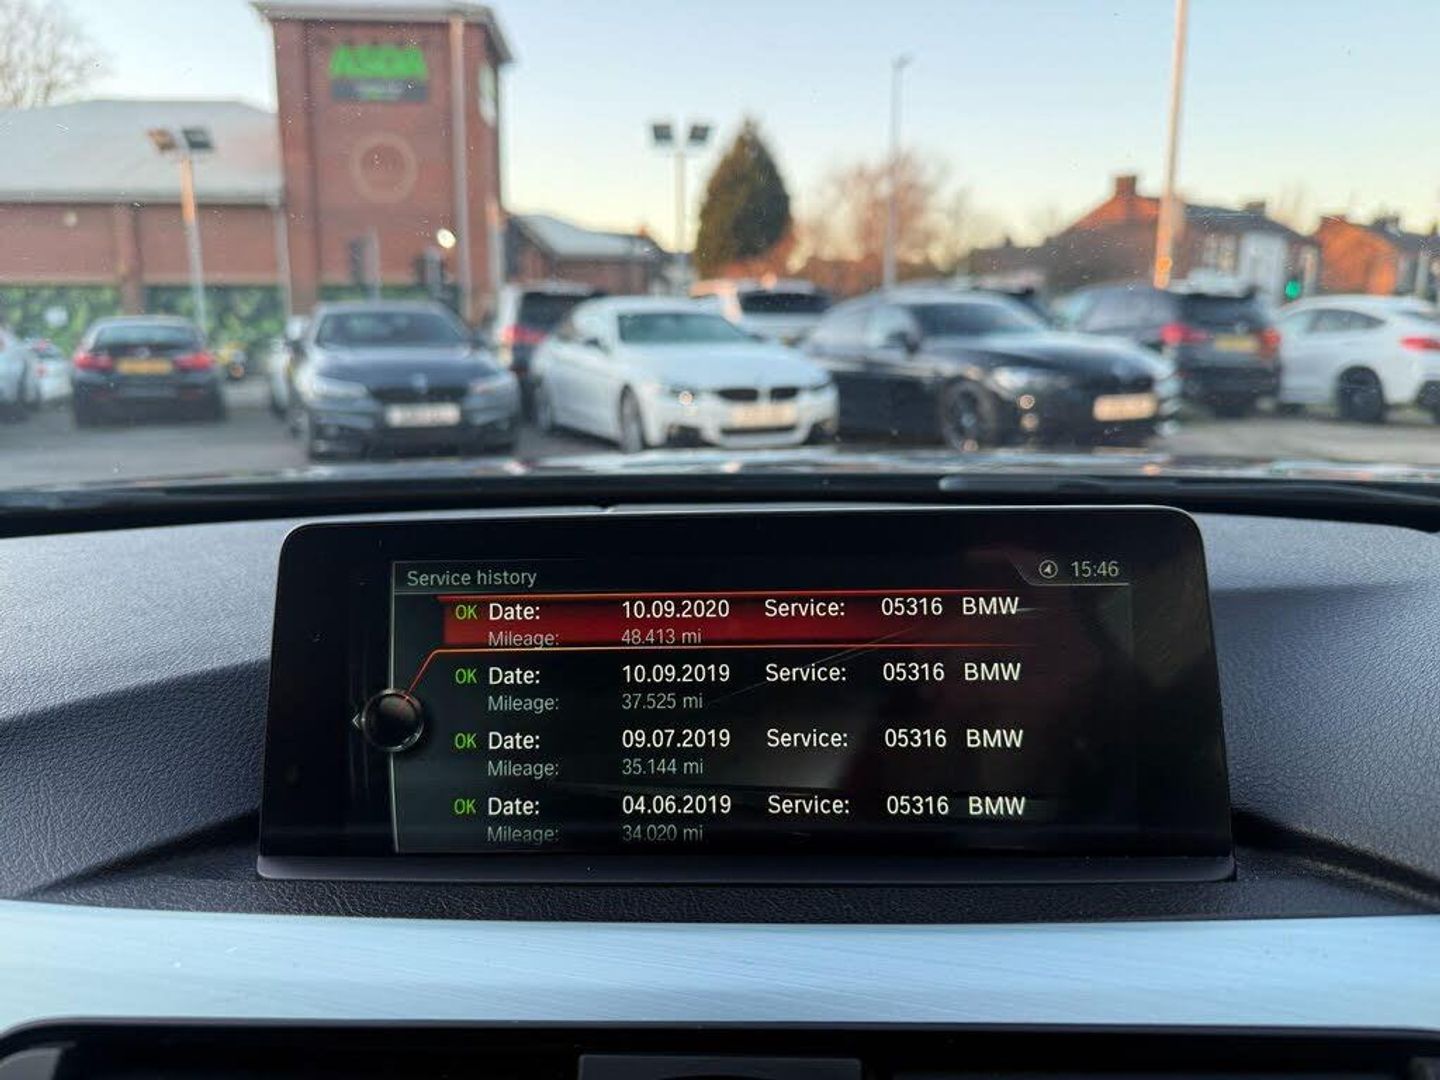 ASDA
Service history 15:46
OK Date: 10.09.2020 Service: 05316 BMW
Mileage: 48.413 mi
OK Date: 10.09.2019 Service: 05316 BMW
Mileage: 37.525 mi
OK Date: 09.07.2019 Service: 05316 BMW
Mileage: 35.144 mi
OK Date: 04.06.2019 Service: 05316 BMW
Mileage: 34.020 mi